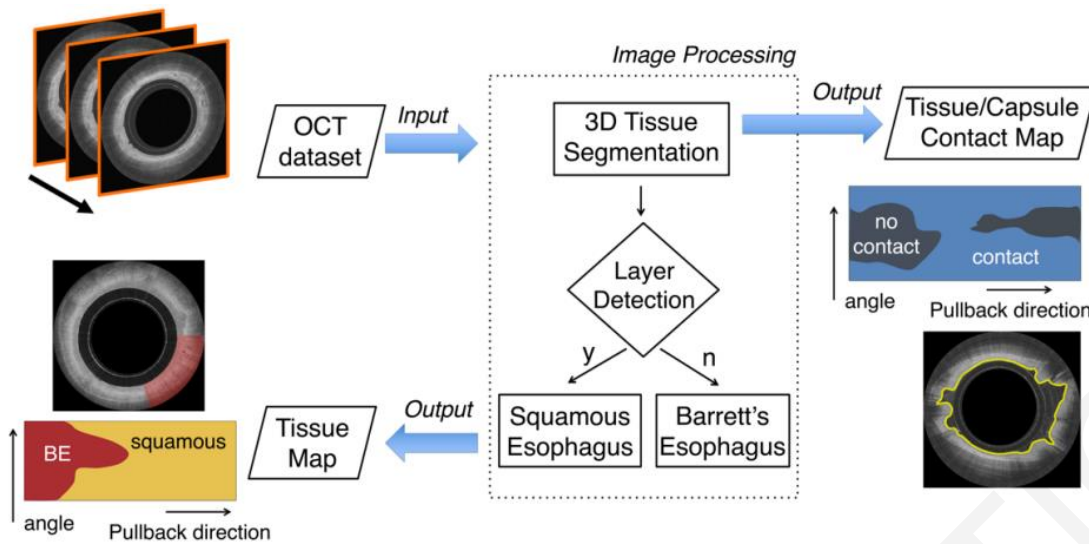 Image Processing
OCT
dataset
Input
3D Tissue
Segmentation
Output
Tissue/Capsule
Contact Map
no
contact
contact
angle
Pullback direction
Layer
Detection
y
n
Squamous
Esophagus
Barrett's
Esophagus
Output
Tissue
Map
BE
squamous
angle
Pullback direction